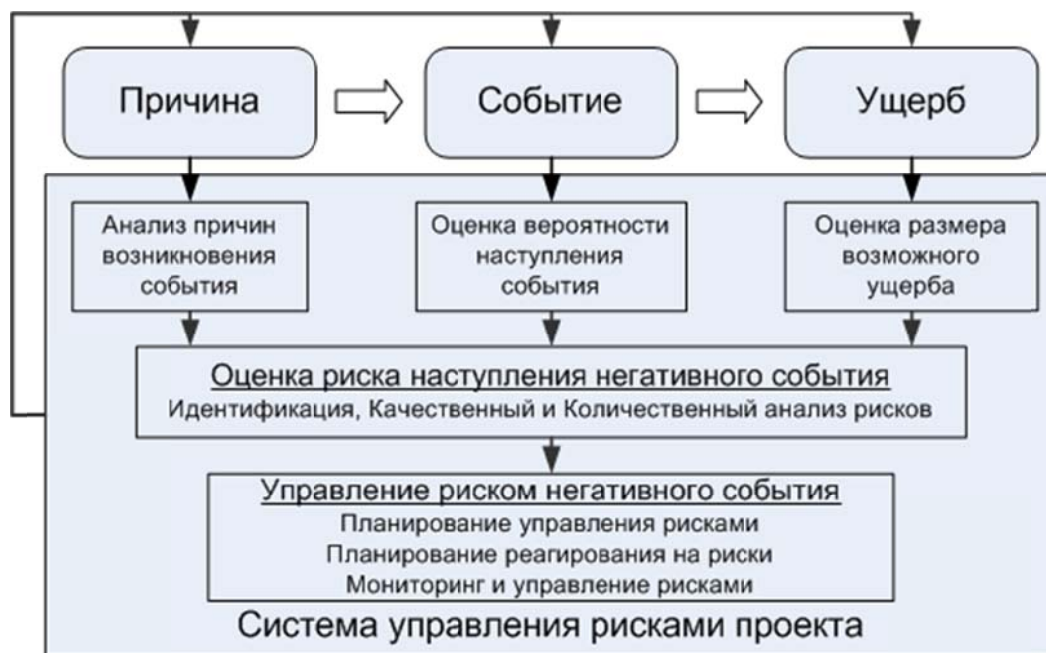 Причина
Событие
Ущерб
Анализ причин
возникновения
события
Оценка вероятности
наступления
события
Оценка размера
возможного
ущерба
Оценка риска наступления негативного события
Идентификация, Качественный и Количественный анализ рисков
Управление риском негативного события
Планирование управления рисками
Планирование реагирования на риски
Мониторинг и управление рисками
Система управления рисками проекта